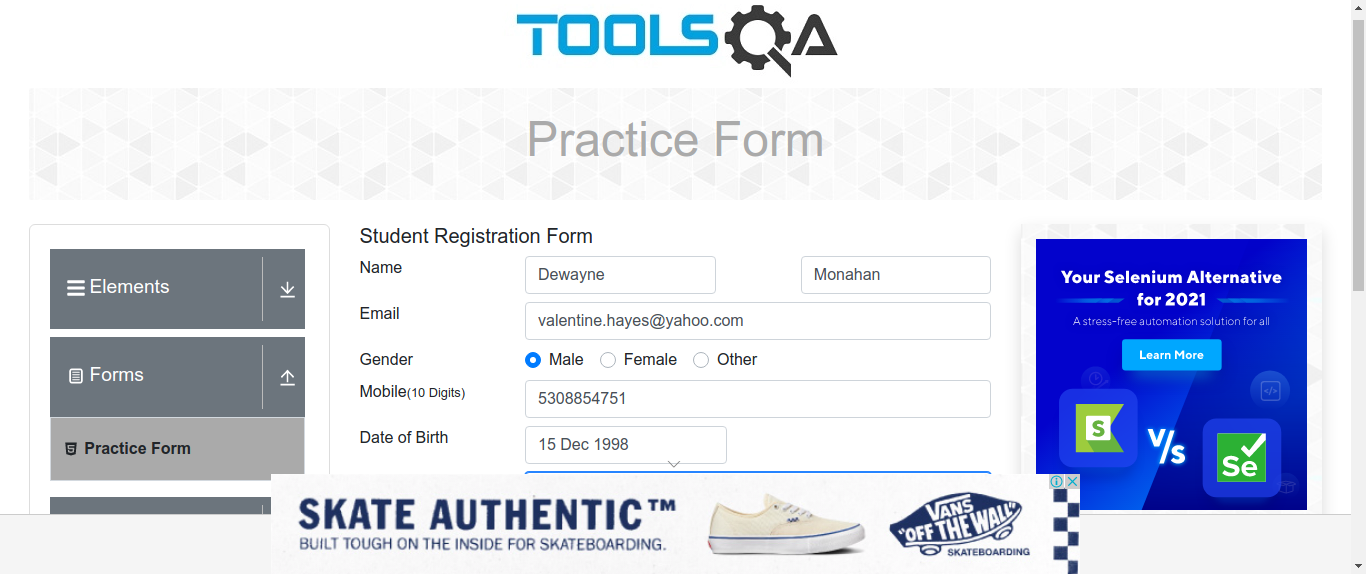 TOOLSQA
Practice Form
Elements
Forms
Practice Form
Student Registration Form
Name
Dewayne
Monahan
Email
valentine.hayes@yahoo.com
Gender
Male
Female
Other
Mobile(10 Digits)
5308854751
Date of Birth
15 Dec 1998
Your Selenium Alternative
for 2021
A stress-free automation solution for all
Learn More
S
V/s
Se
SKATE AUTHENTIC™
BUILT TOUGH ON THE INSIDE FOR SKATEBOARDING.
VANS
"OFF THE WALL"
SKATEBOARDING